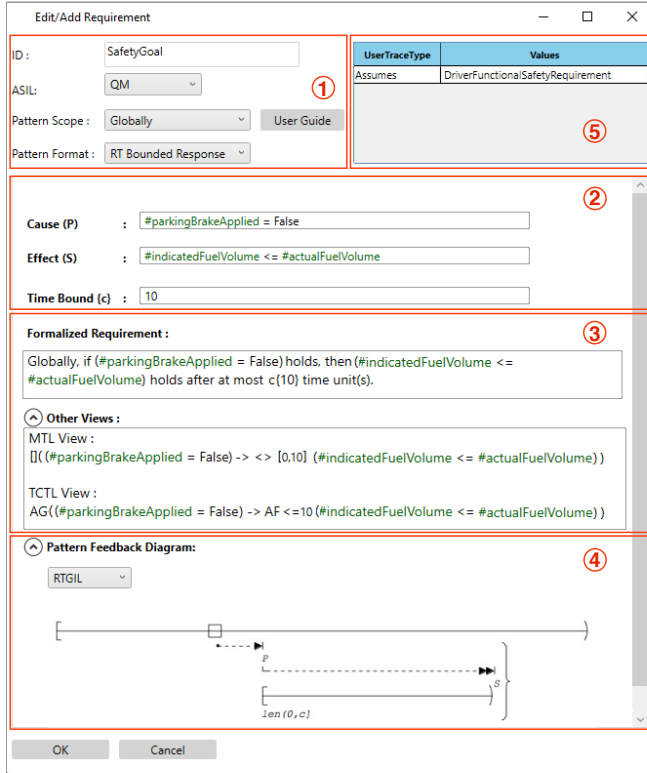 Edit/Add Requirement
ID :
SafetyGoal
ASIL:
QM
①
Pattern Scope :
Globally
User Guide
Pattern Format :
RT Bounded Response
UserTraceType
Values
Assumes
DriverFunctionalSafetyRequirement
⑤
②
Cause (P) : #parkingBrakeApplied = False
Effect (S) : #indicatedFuelVolume <= #actualFuelVolume
Time Bound {c} : 10
③
Formalized Requirement :
Globally, if (#parkingBrakeApplied = False) holds, then (#indicatedFuelVolume <=
#actualFuelVolume) holds after at most c{10} time unit(s).
Other Views :
MTL View :
[]( (#parkingBrakeApplied = False) -> <> [0,10] (#indicatedFuelVolume <= #actualFuelVolume) )
TCTL View :
AG((#parkingBrakeApplied = False) -> AF <=10 (#indicatedFuelVolume <= #actualFuelVolume) )
Pattern Feedback Diagram:
④
RTGIL
P
S
len(0,c]
OK
Cancel